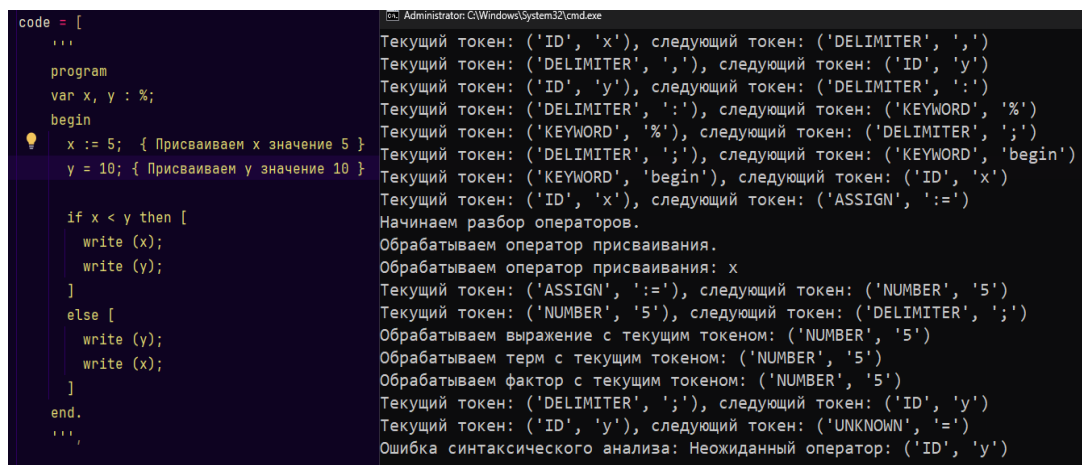 code = [
'''
program
var x, y : %;
begin
x := 5;  { Присваиваем x значение 5 }
y = 10; { Присваиваем y значение 10 }
if x < y then [
write (x);
write (y);
]
else [
write (y);
write (x);
]
end.
''',
Administrator: C:\Windows\System32\cmd.exe
Текущий токен: ('ID', 'x'), следующий токен: ('DELIMITER', ',')
Текущий токен: ('DELIMITER', ','), следующий токен: ('ID', 'y')
Текущий токен: ('ID', 'y'), следующий токен: ('DELIMITER', ':')
Текущий токен: ('DELIMITER', ':'), следующий токен: ('KEYWORD', '%')
Текущий токен: ('KEYWORD', '%'), следующий токен: ('DELIMITER', ';')
Текущий токен: ('DELIMITER', ';'), следующий токен: ('KEYWORD', 'begin')
Текущий токен: ('KEYWORD', 'begin'), следующий токен: ('ID', 'x')
Текущий токен: ('ID', 'x'), следующий токен: ('ASSIGN', ':=')
Начинаем разбор операторов.
Обрабатываем оператор присваивания.
Обрабатываем оператор присваивания: x
Текущий токен: ('ASSIGN', ':='), следующий токен: ('NUMBER', '5')
Текущий токен: ('NUMBER', '5'), следующий токен: ('DELIMITER', ';')
Обрабатываем выражение с текущим токеном: ('NUMBER', '5')
Обрабатываем терм с текущим токеном: ('NUMBER', '5')
Обрабатываем фактор с текущим токеном: ('NUMBER', '5')
Текущий токен: ('DELIMITER', ';'), следующий токен: ('ID', 'y')
Текущий токен: ('ID', 'y'), следующий токен: ('UNKNOWN', '=')
Ошибка синтаксического анализа: Неожиданный оператор: ('ID', 'y')